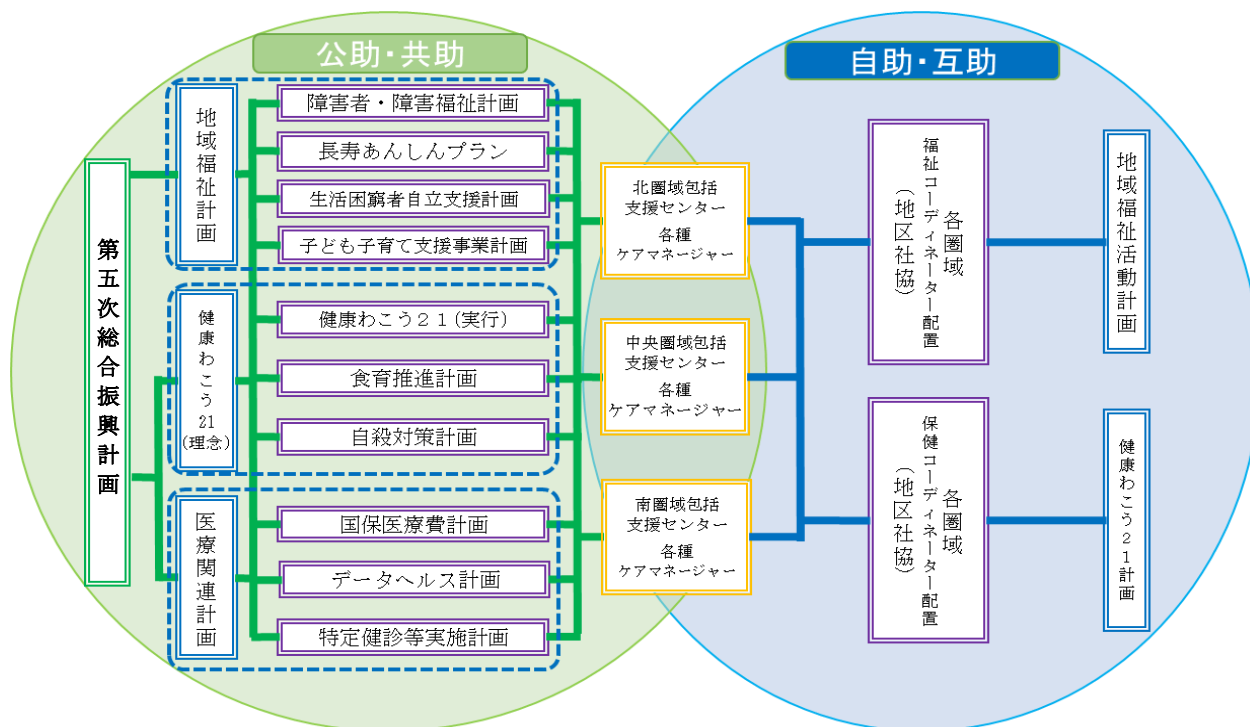 公助・共助
自助・互助
第五次総合振興計画
地域福祉計画
障害者・障害福祉計画
長寿あんしんプラン
生活困窮者自立支援計画
子ども子育て支援事業計画
健康わこう
21
(理念)
健康わこう２１(実行)
食育推進計画
自殺対策計画
医療関連計画
国保医療費計画
データヘルス計画
特定健診等実施計画
北圏域包括
支援センター
各種
ケアマネージャー
中央圏域包括
支援センター
各種
ケアマネージャー
南圏域包括
支援センター
各種
ケアマネージャー
各圏域
福祉コーディネーター配置
（地区社協）
地域福祉活動計画
各圏域
保健コーディネーター配置
（地区社協）
健康わこう２１計画